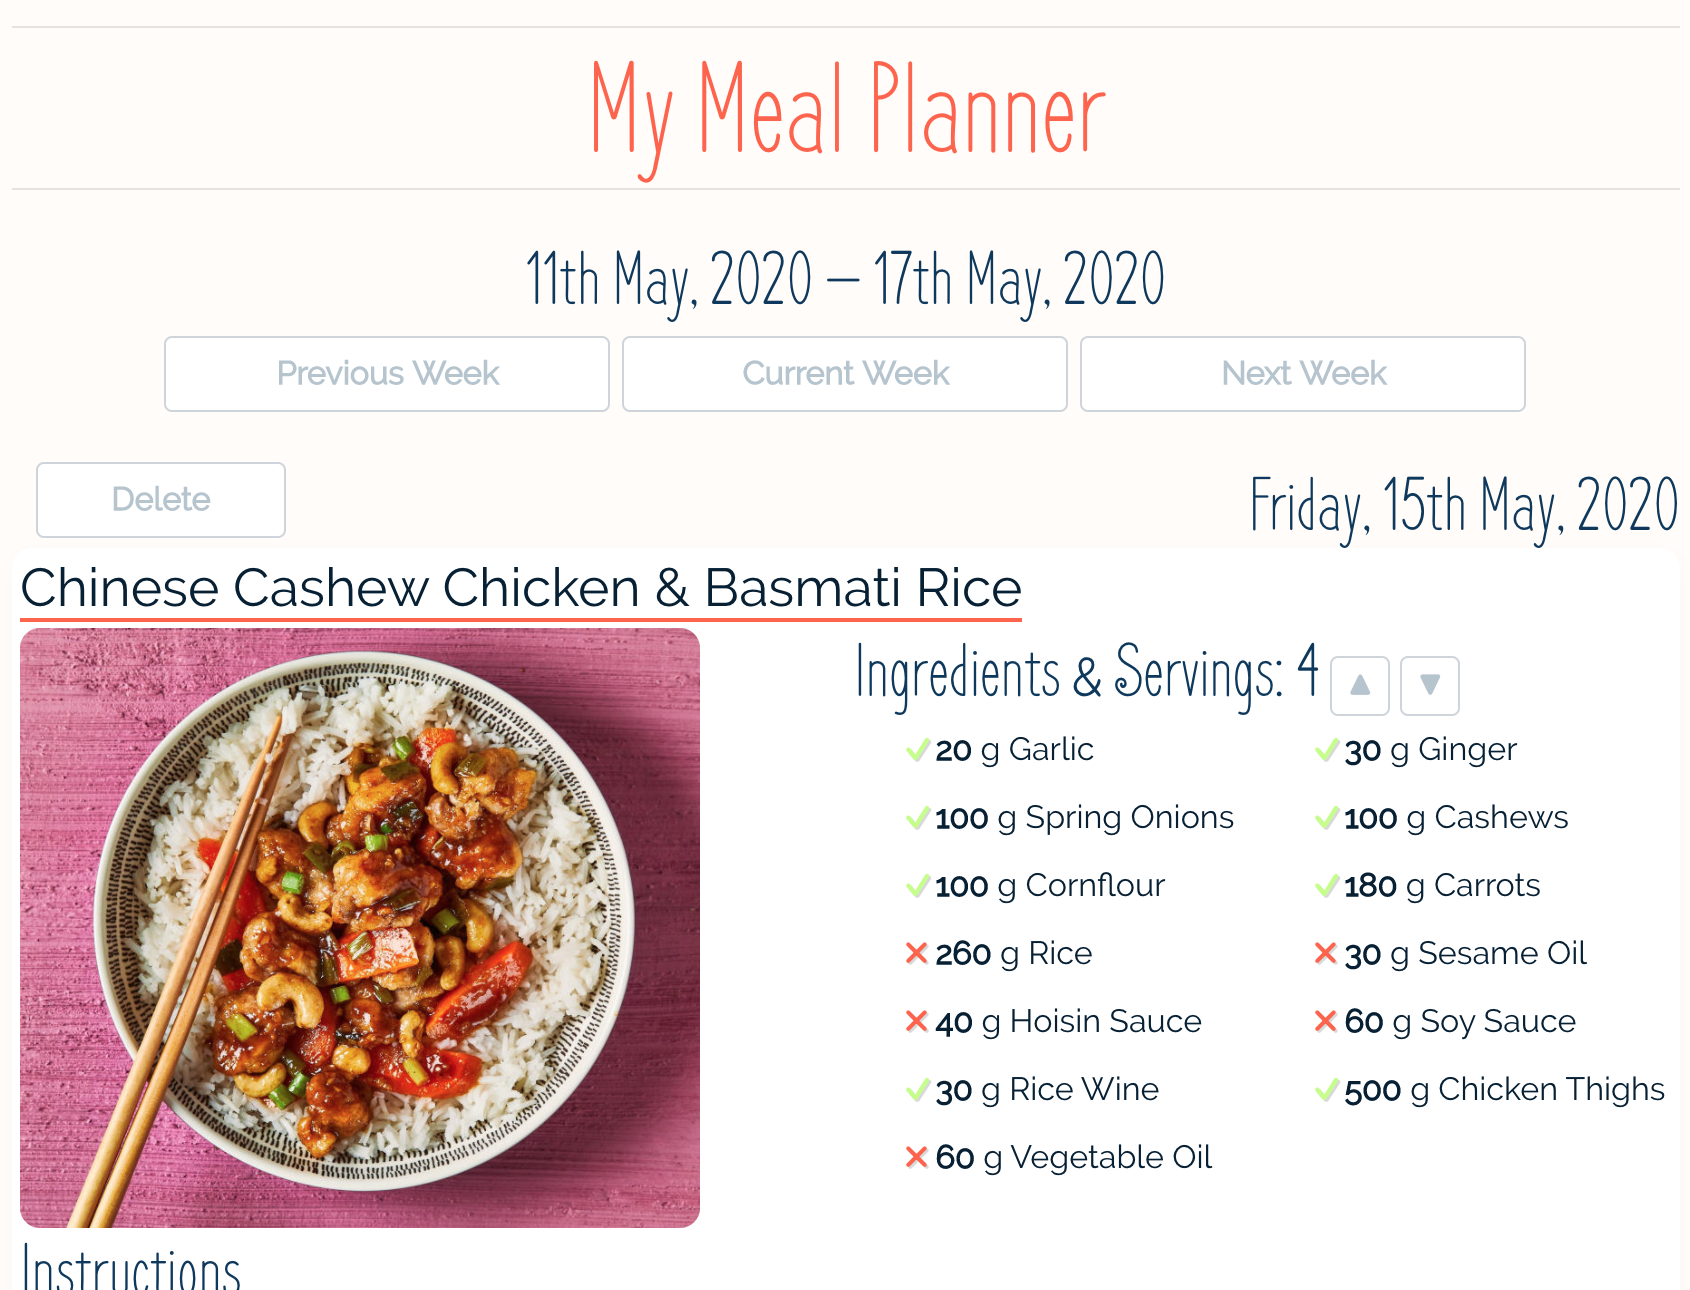 My Meal Planner
11th May, 2020 – 17th May, 2020
Previous Week
Current Week
Next Week
Delete
Friday, 15th May, 2020
Chinese Cashew Chicken & Basmati Rice
Ingredients & Servings: 4
20 g Garlic
30 g Ginger
100 g Spring Onions
100 g Cashews
100 g Cornflour
180 g Carrots
260 g Rice
30 g Sesame Oil
40 g Hoisin Sauce
60 g Soy Sauce
30 g Rice Wine
500 g Chicken Thighs
60 g Vegetable Oil
Instructions